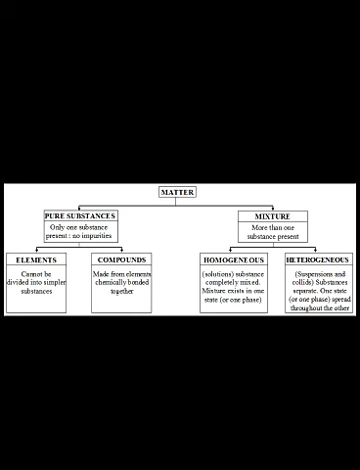 MATTER
PURE SUBSTANCES
Only one substance
present : no impurities
MIXTURE
More than one
substance present
ELEMENTS
Cannot be
divided into simpler
substances
COMPOUNDS
Made from elements
chemically bonded
together
HOMOGENEOUS
(solutions) substance
completely mixed.
Mixture exists in one
state (or one phase)
HETEROGENEOUS
(Suspensions and
collids) Substances
separate. One state
(or one phase) spread
throughout the other